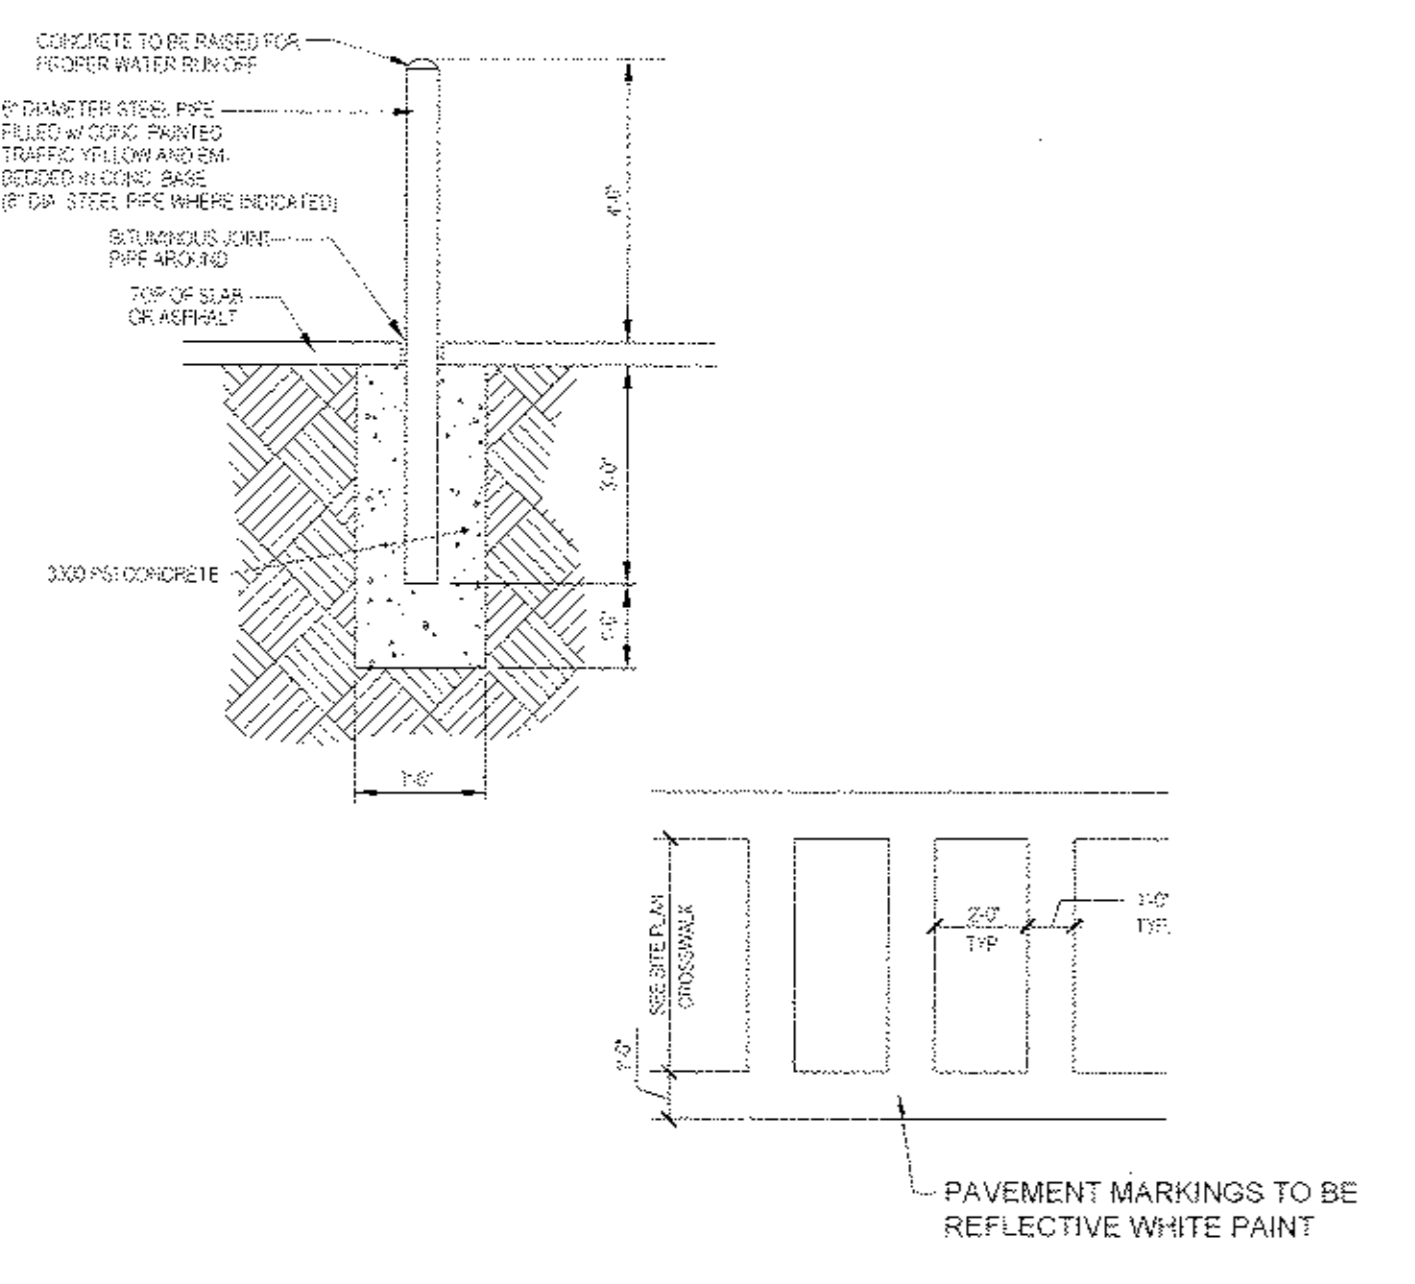 CONCRETE TO BE RAISED FOR
PROPER WATER RUN OFF
6" DIAMETER STEEL PIPE
FILLED w/ CONC. PAINTED
TRAFFIC YELLOW AND EM-
BEDDED IN CONC. BASE
(8" DIA. STEEL PIPE WHERE INDICATED)
BITUMINOUS JOINT
PIPE AROUND
TOP OF SLAB
OR ASPHALT
4'-0"
3'-0"
PSI CONCRETE
SEE SITE PLAN
CROSSWALK
2'-0"
TYP.
1'-0"
TYP.
PAVEMENT MARKINGS TO BE
REFLECTIVE WHITE PAINT